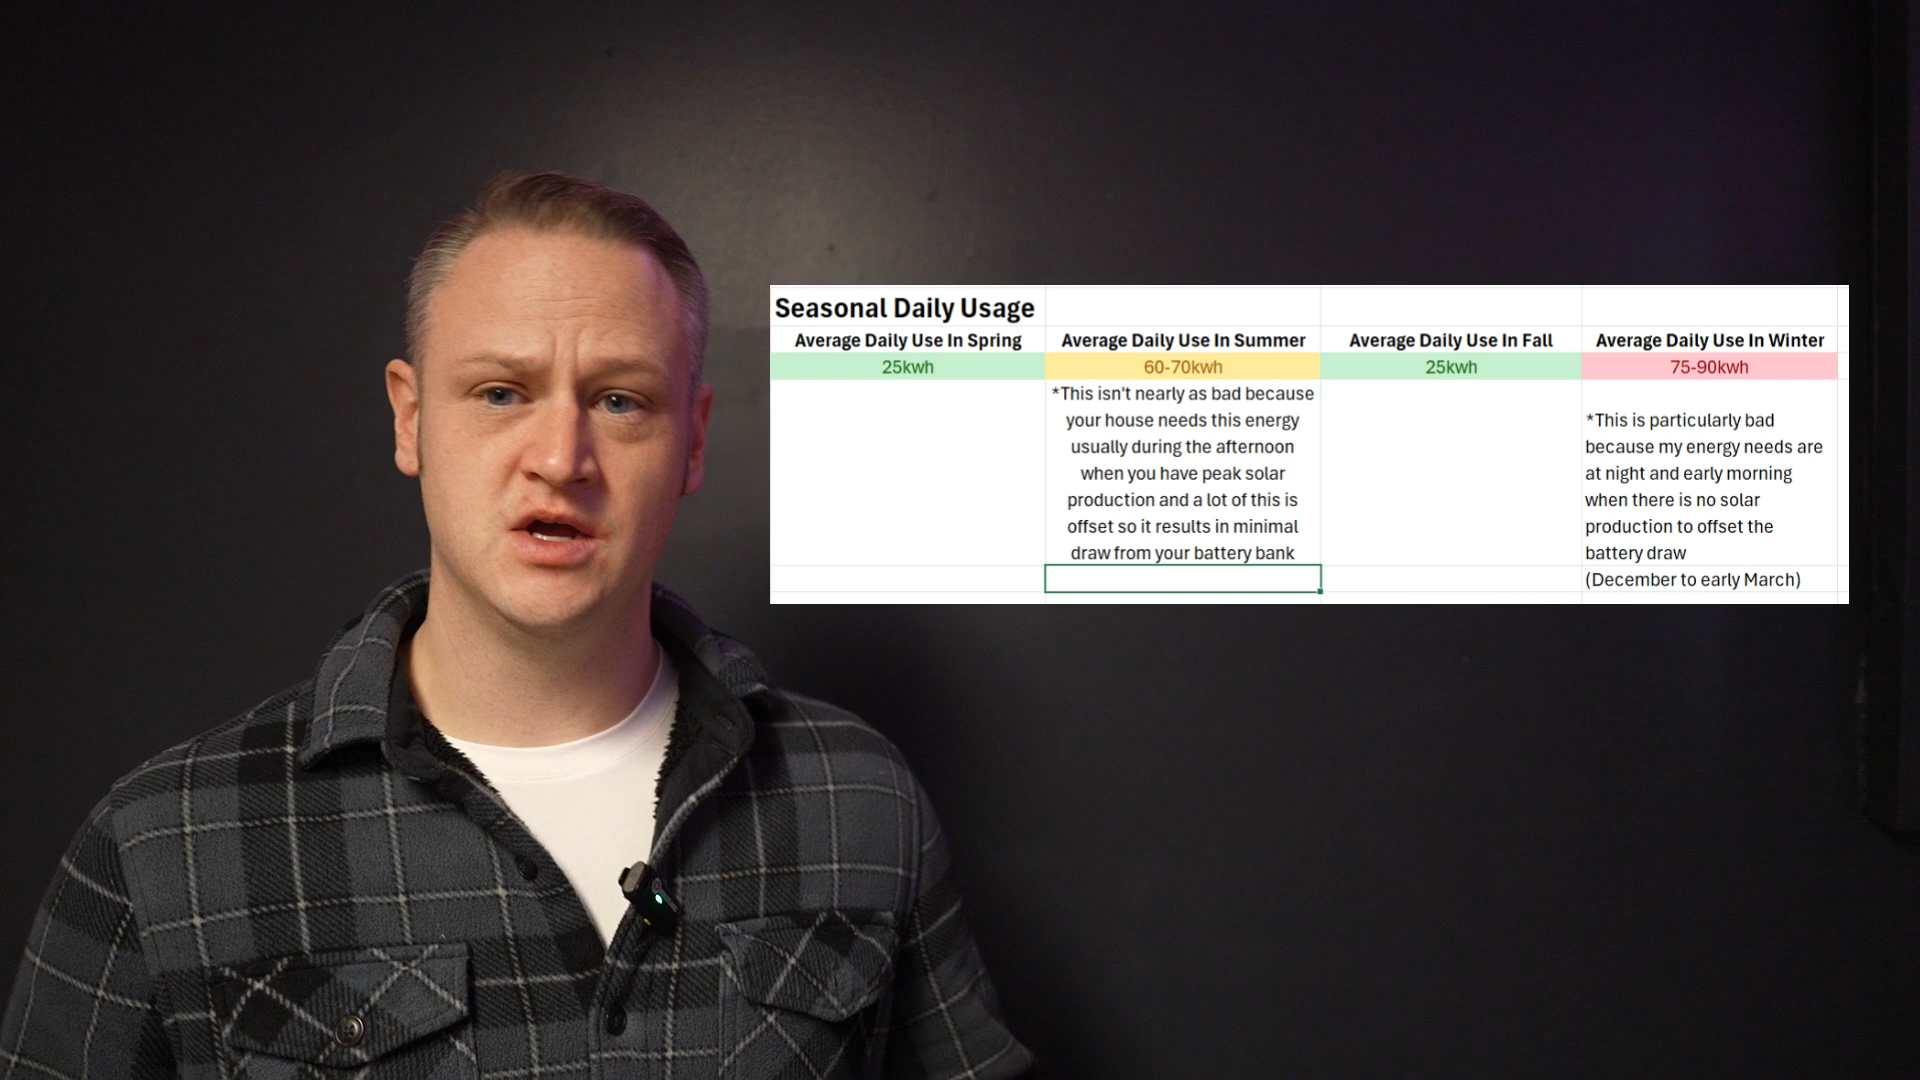 Seasonal Daily Usage
Average Daily Use In Spring
Average Daily Use In Summer
Average Daily Use In Fall
Average Daily Use In Winter
25kwh
60-70kwh
25kwh
75-90kwh
*This isn't nearly as bad because
your house needs this energy
usually during the afternoon
when you have peak solar
production and a lot of this is
offset so it results in minimal
draw from your battery bank
*This is particularly bad
because my energy needs are
at night and early morning
when there is no solar
production to offset the
battery draw
(December to early March)